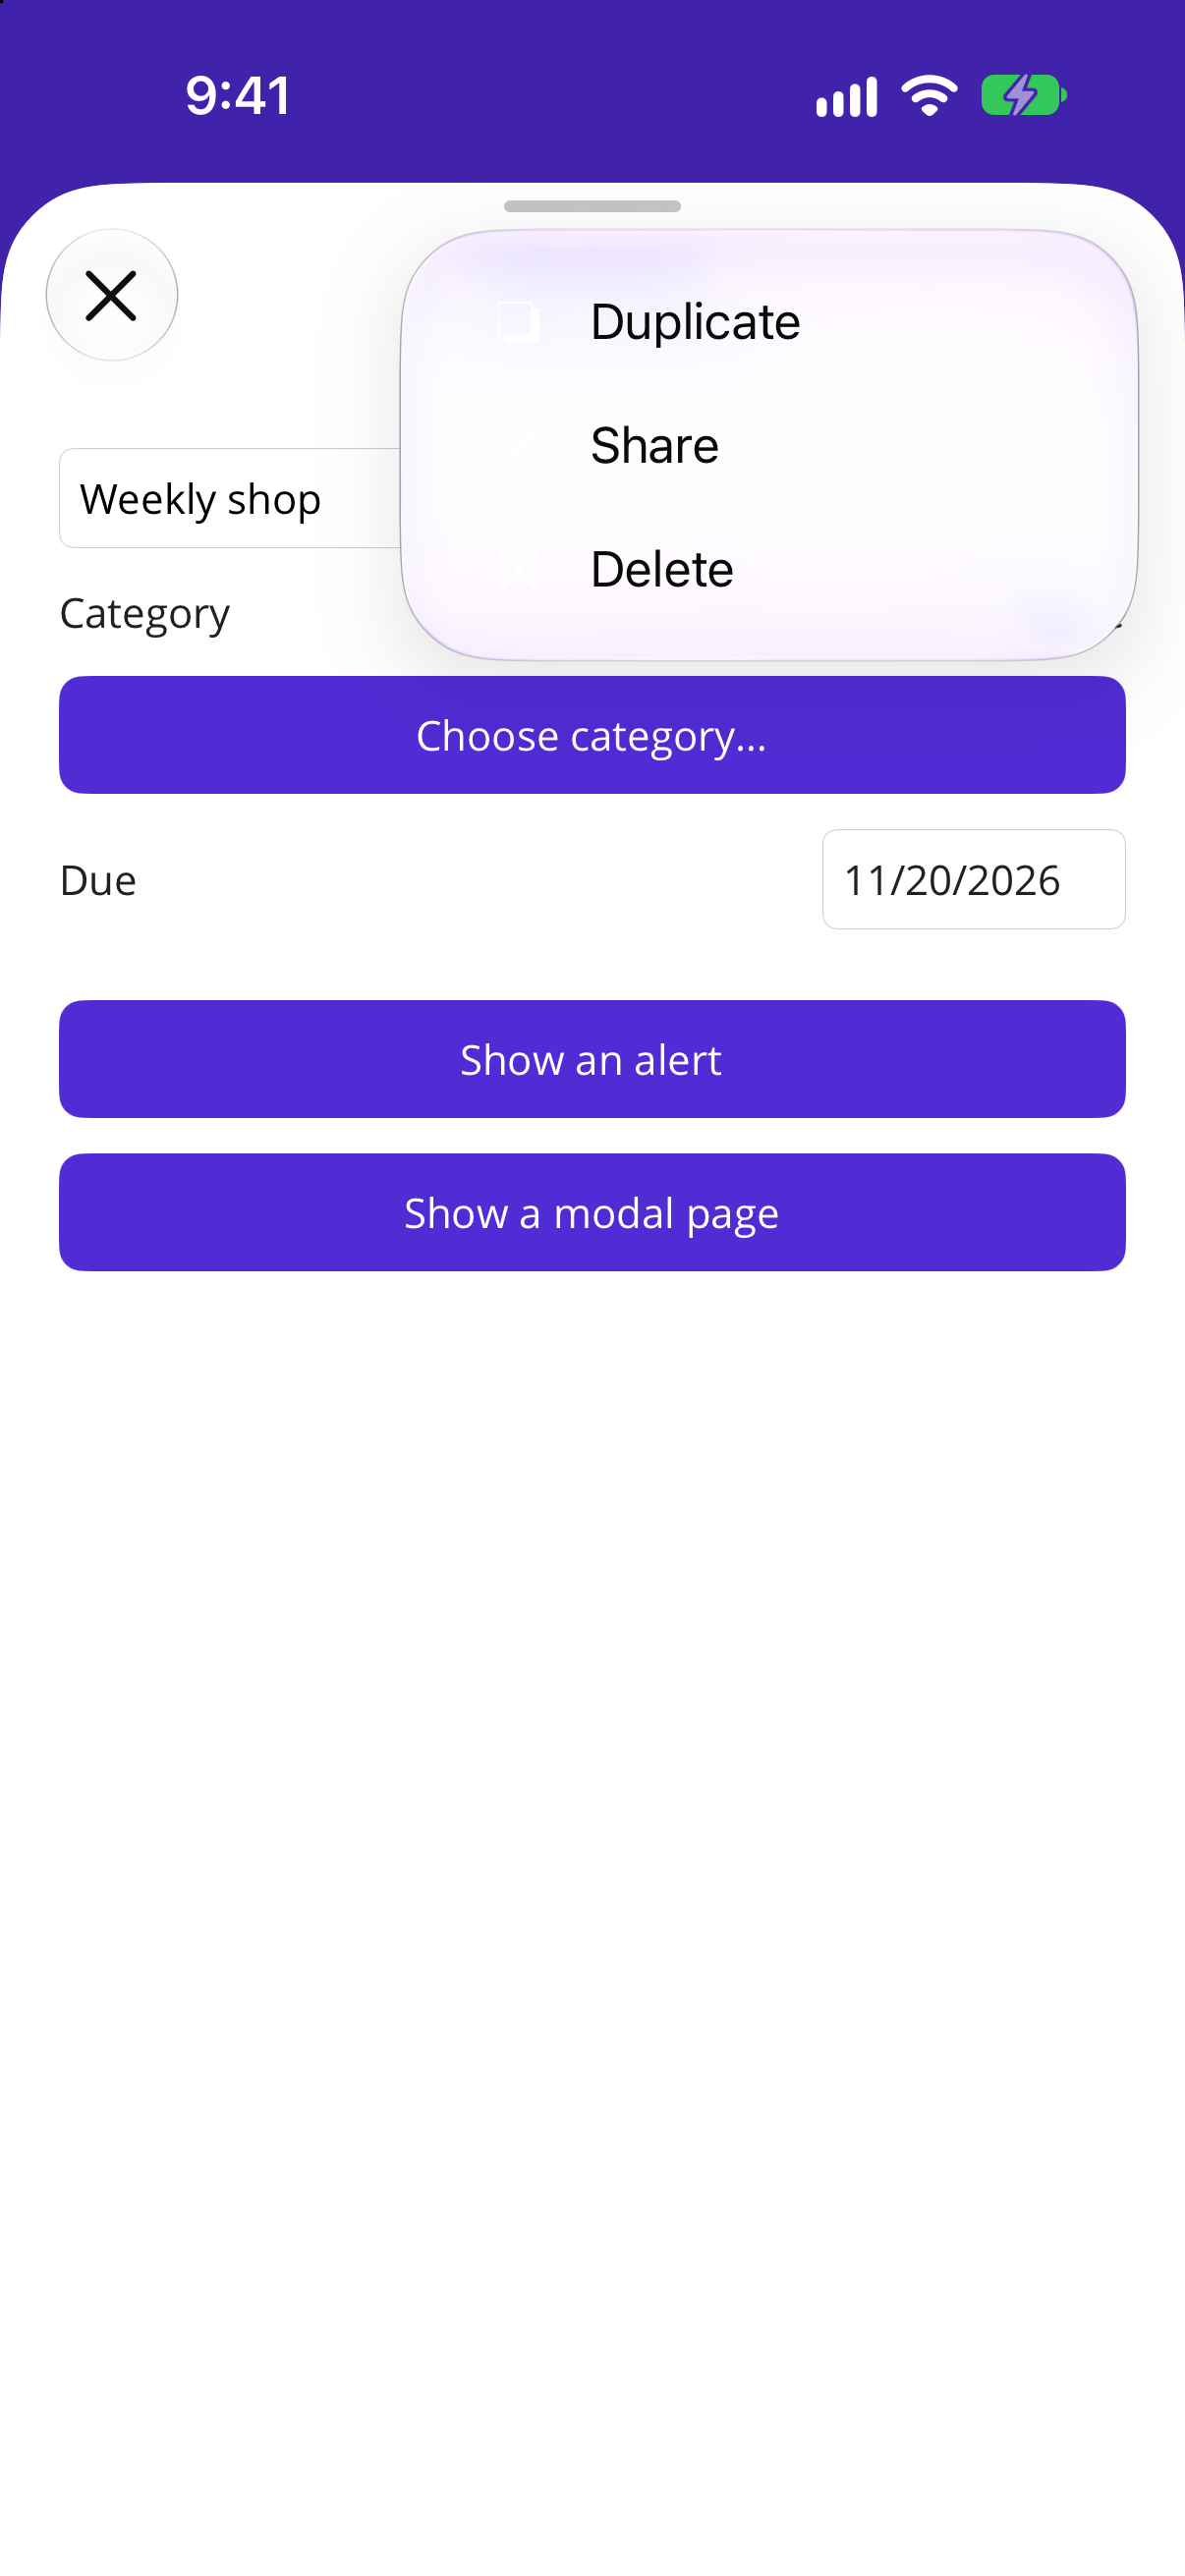 9:41
Duplicate
Share
Delete
Weekly shop
Category
Choose category...
Due
11/20/2026
Show an alert
Show a modal page